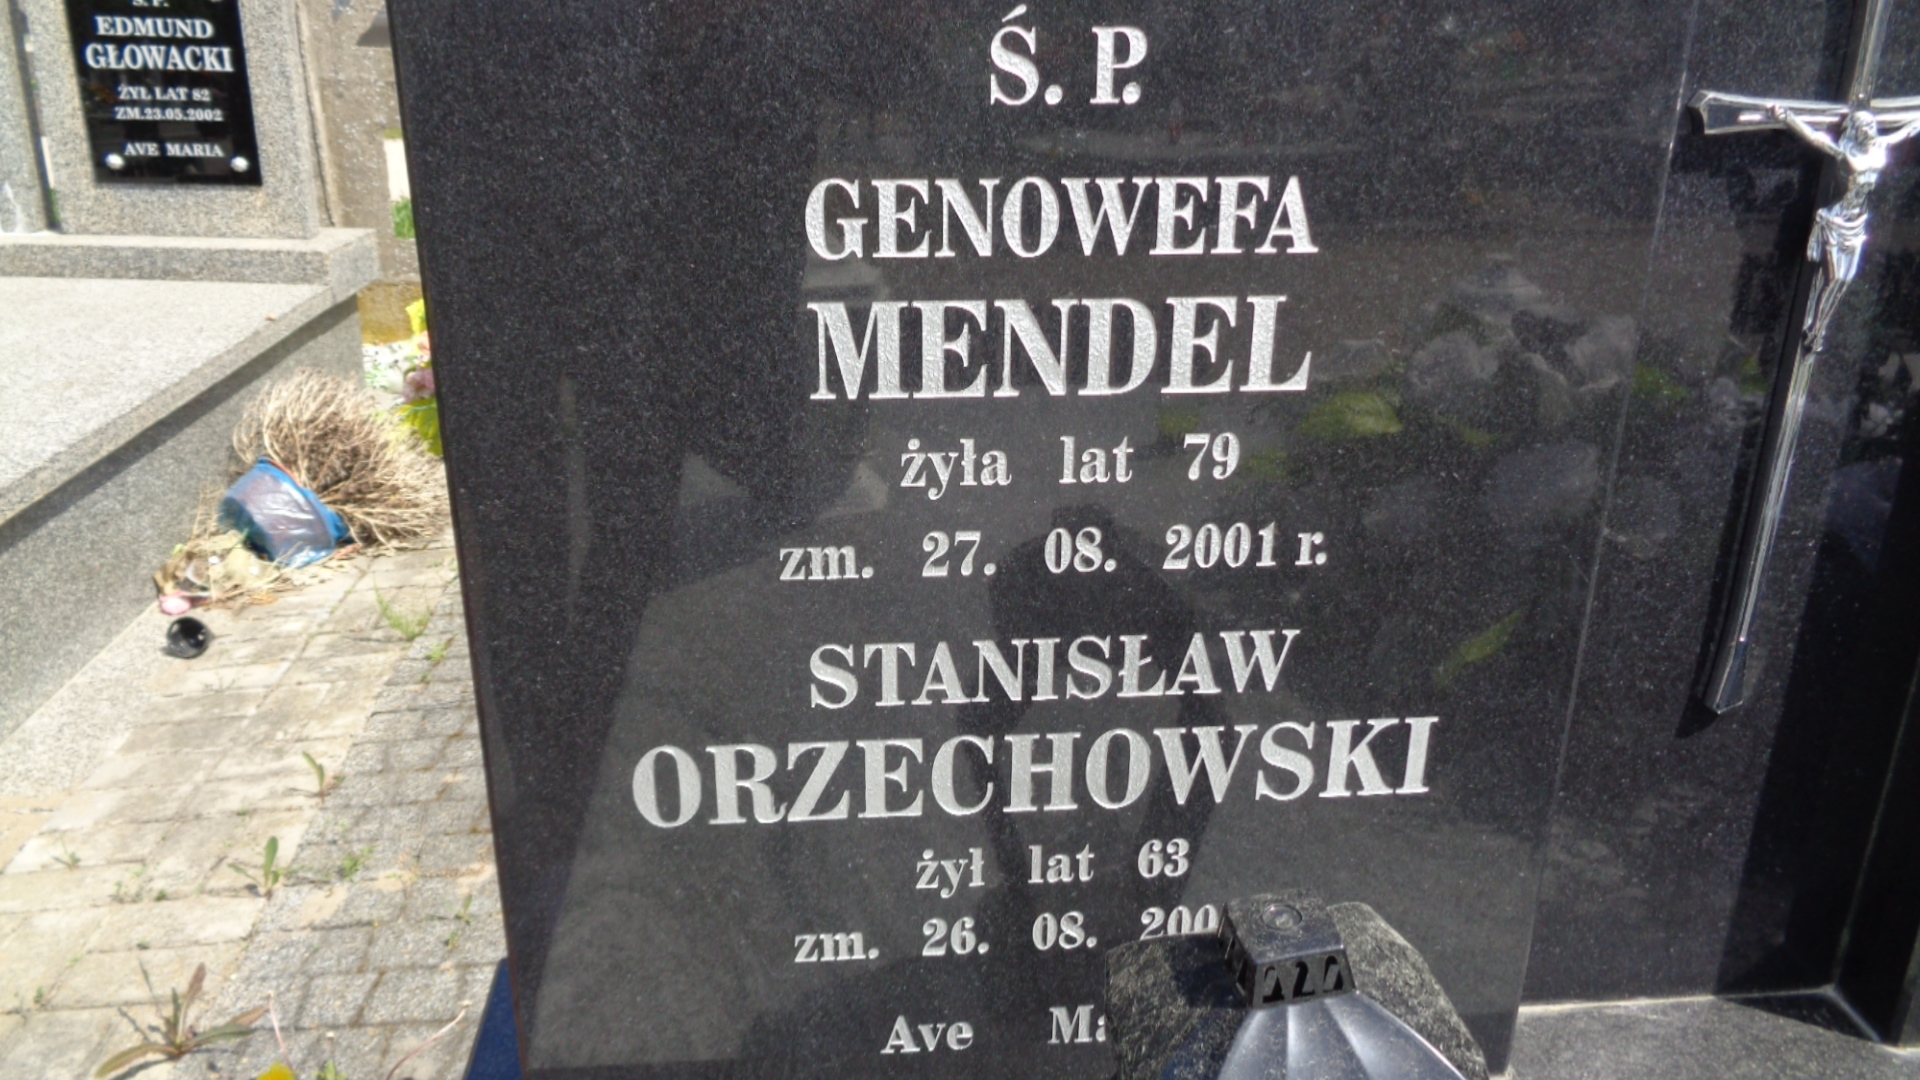 Ś. P.
EDMUND
GŁOWACKI
ŻYŁ LAT 82
ZM.23.05.2002
AVE MARIA
Ś. P.
GENOWEFA
MENDEL
żyła lat 79
zm. 27. 08. 2001 r.
STANISŁAW
ORZECHOWSKI
żył lat 63
zm. 26. 08.
Ave